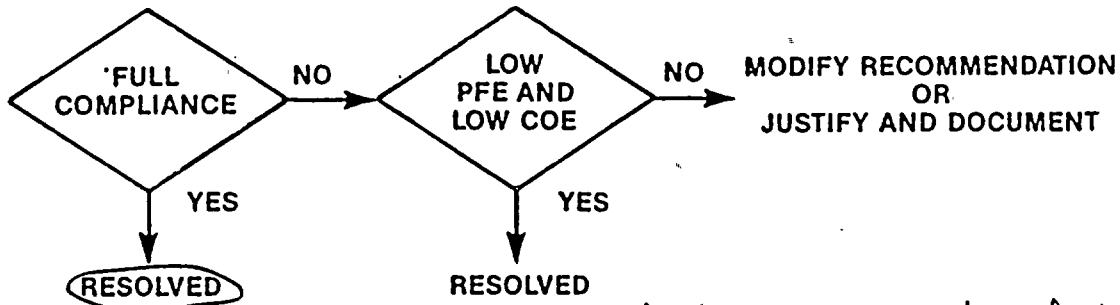 FULL
COMPLIANCE
NO
LOW
PFE AND
LOW COE
NO
MODIFY RECOMMENDATION
OR
JUSTIFY AND DOCUMENT
YES
RESOLVED
YES
RESOLVED